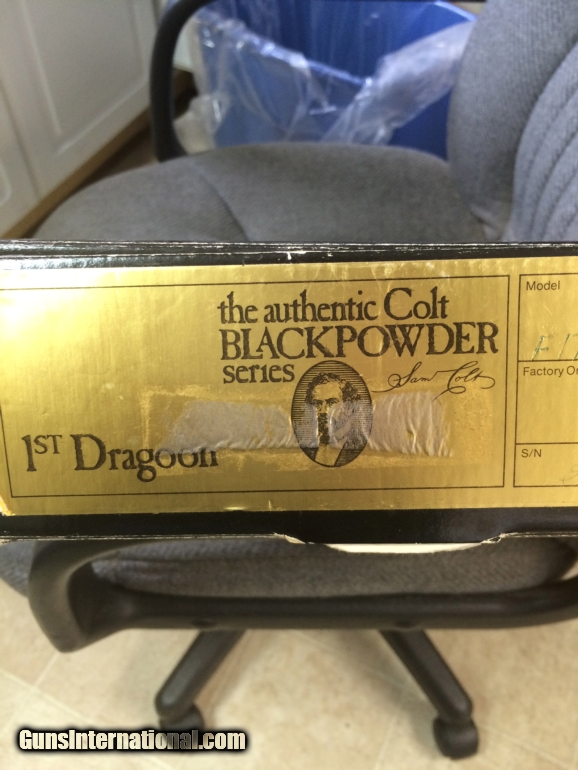 the authentic Colt
BLACKPOWDER
series
Sam Colt
1ST Dragoon
Model
Factory Or
S/N
GunsInternational.com